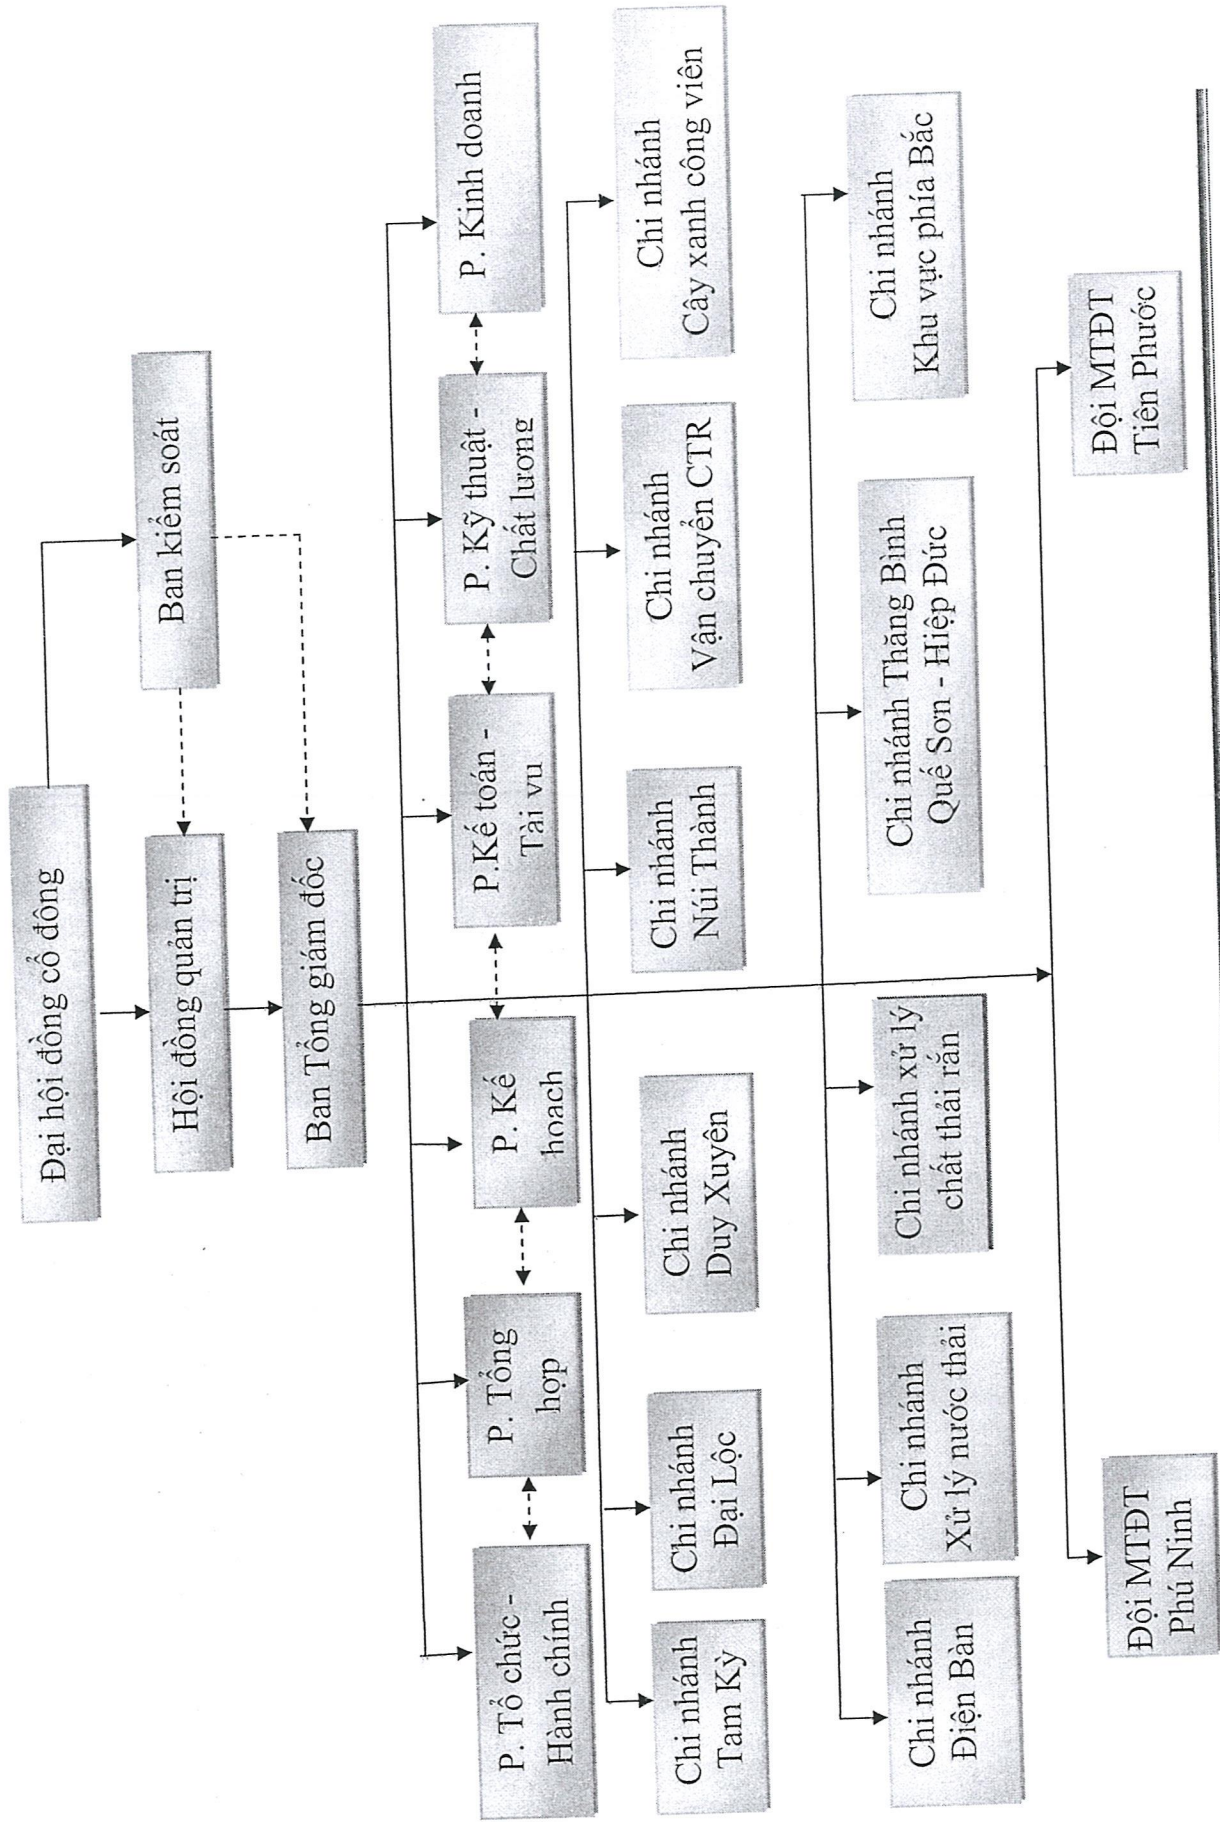 Đại hội đồng cổ đông
Ban kiểm soát
Hội đồng quản trị
Ban Tổng giám đốc
P. Tổ chức -
Hành chính
P. Tổng
hợp
P. Kế
hoach
P.Kế toán -
Tài vu
P. Kỹ thuật -
Chất lương
P. Kinh doanh
Chi nhánh
Tam Kỳ
Chi nhánh
Đại Lộc
Chi nhánh
Duy Xuyên
Chi nhánh
Núi Thành
Chi nhánh
Vận chuyển CTR
Chi nhánh
Cây xanh công viên
Chi nhánh
Điện Bàn
Chi nhánh
Xử lý nước thải
Chi nhánh xử lý
chất thải rắn
Chi nhánh Thăng Bình
Quế Sơn - Hiệp Đức
Chi nhánh
Khu vực phía Bắc
Đội MTĐT
Phú Ninh
Đội MTĐT
Tiên Phước